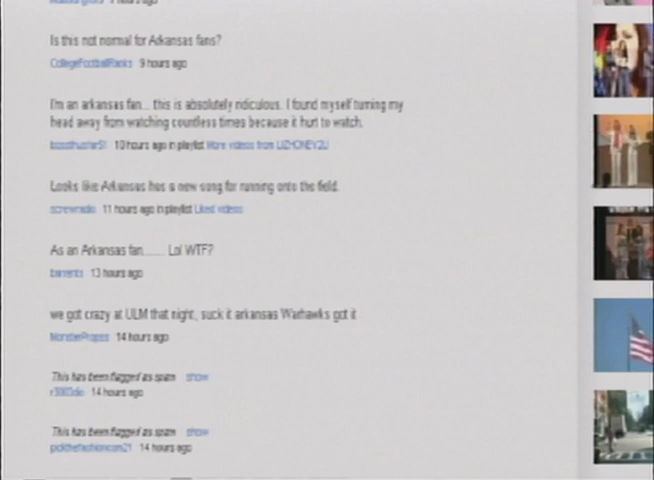 Is this not normal for Arkansas fans?
CollegeFootballRanks 9 hours ago
I'm an arkansas fan... this is absolutely ridiculous. I found myself turning my
head away from watching countless times because it hurt to watch.
10 hours ago in playlist More videos from
Looks like Arkansas has a new song for running onto the field.
screwradio 11 hours ago in playlist Liked videos
As an Arkansas fan....... Lol WTF?
13 hours ago
we got crazy at ULM that night, suck it arkansas Warhawks got it
14 hours ago
This has been flagged as spam show
14 hours ago
This has been flagged as spam show
14 hours ago